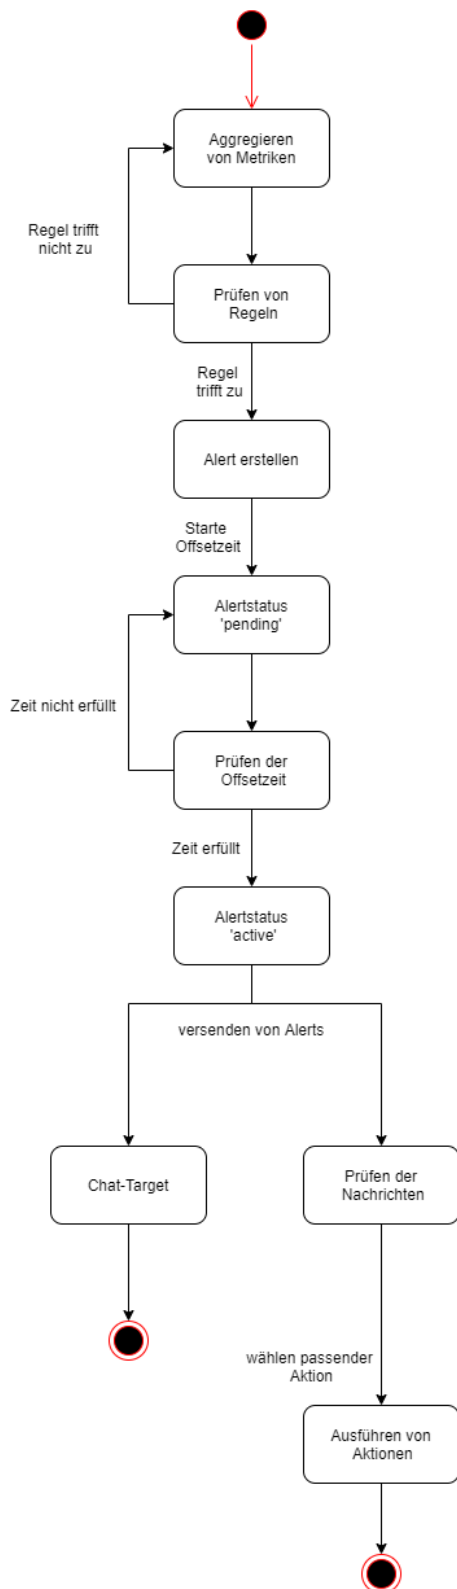 Aggregieren
von Metriken
Regel trifft
nicht zu
Prüfen von
Regeln
Regel
trifft zu
Alert erstellen
Starte
Offsetzeit
Alertstatus
'pending'
Zeit nicht erfüllt
Prüfen der
Offsetzeit
Zeit erfüllt
Alertstatus
'active'
versenden von Alerts
Chat-Target
Prüfen der
Nachrichten
wählen passender
Aktion
Ausführen von
Aktionen